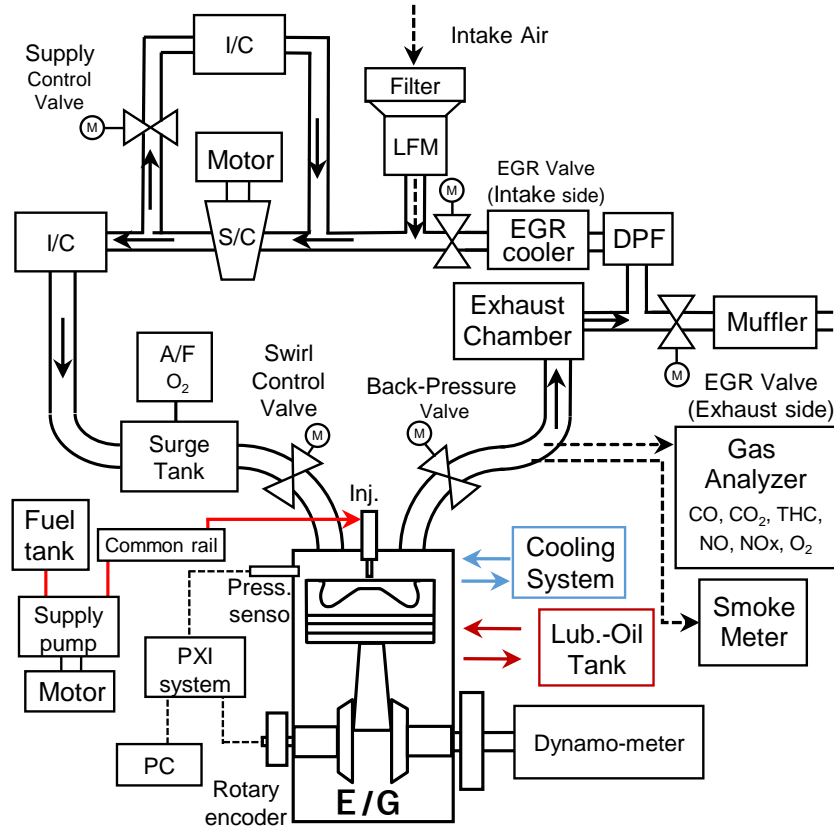 I/C
Intake Air
Supply
Control
Valve
M
Filter
LFM
Motor
EGR Valve
(Intake side)
M
I/C
S/C
EGR
cooler
DPF
Exhaust
Chamber
Muffler
M
A/F
O2
Swirl
Control
Valve
M
Back-Pressure
Valve
M
EGR Valve
(Exhaust side)
Surge
Tank
Gas
Analyzer
CO, CO2, THC,
NO, NOx, O2
Inj.
Fuel
tank
Common rail
Cooling
System
Press.
senso
Supply
pump
Smoke
Meter
Lub.-Oil
Tank
PXI
system
Motor
PC
Rotary
encoder
Dynamo-meter
E/G